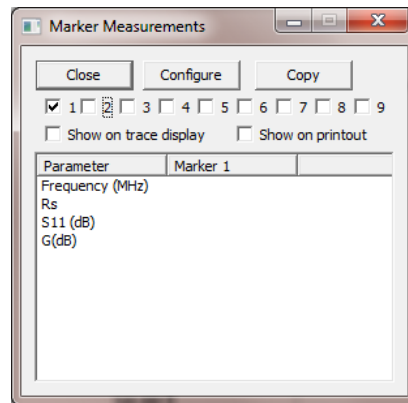 Marker Measurements
Close Configure Copy
1 2 3 4 5 6 7 8 9
Show on trace display Show on printout
Parameter Marker 1
Frequency (MHz)
Rs
S11 (dB)
G(dB)